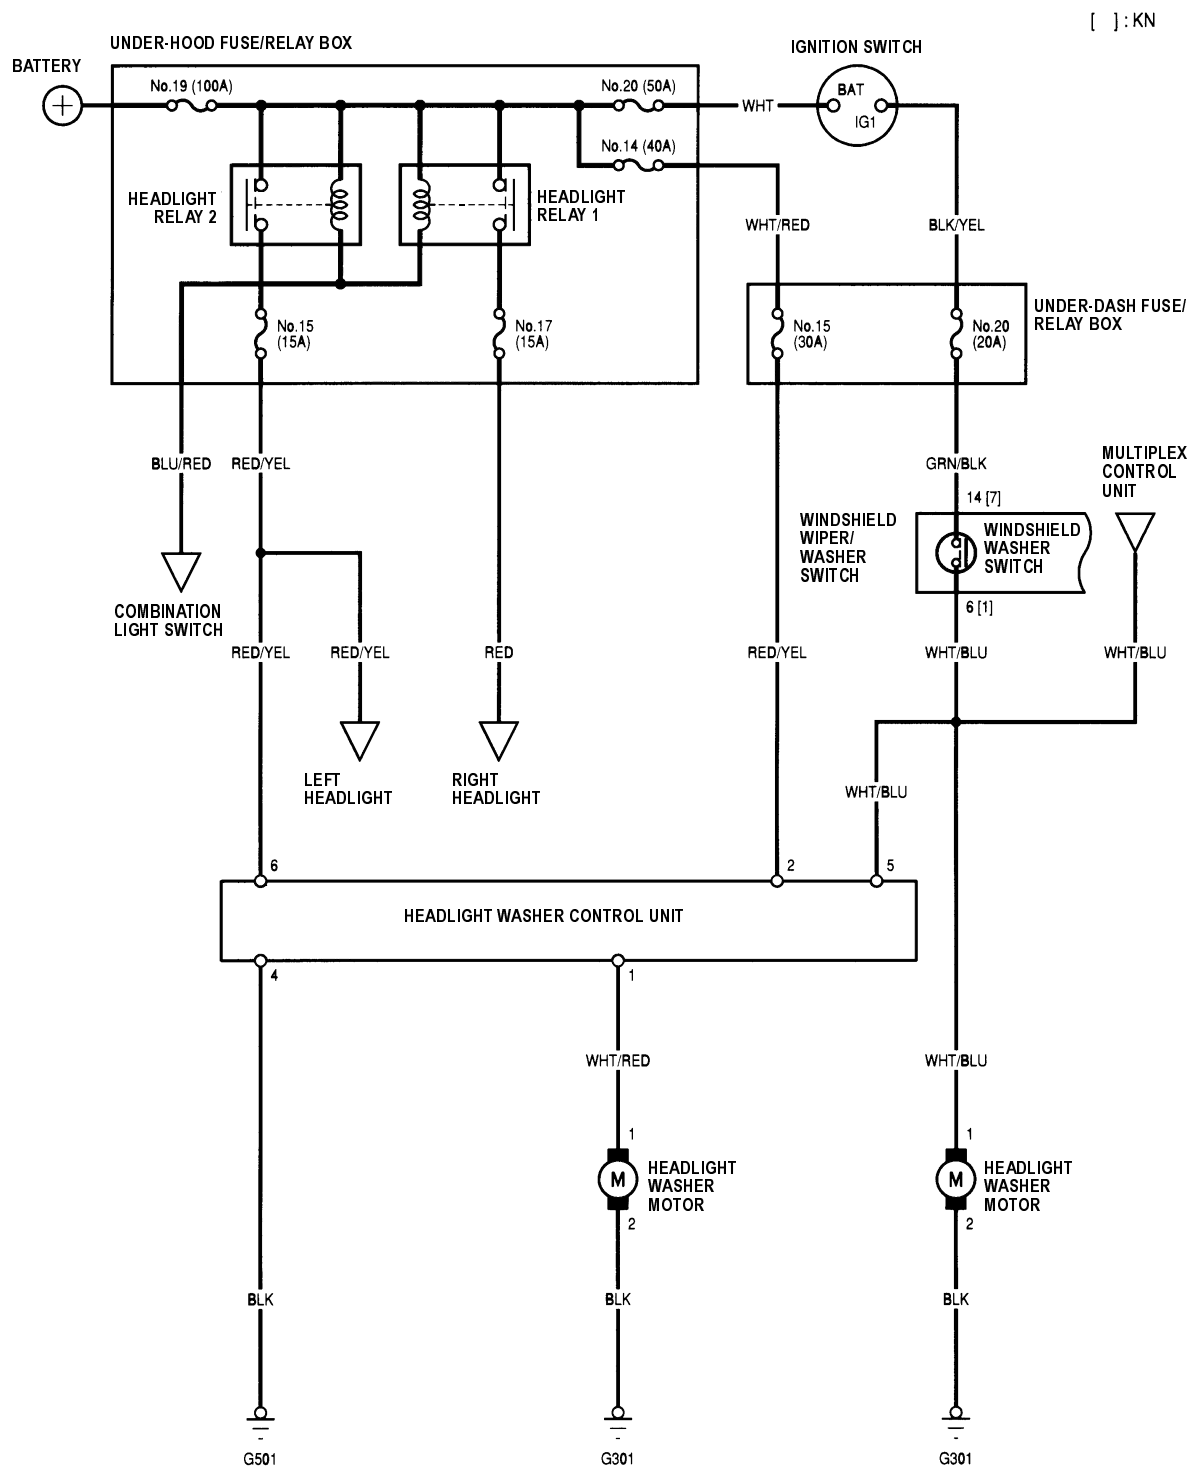 [ ] : KN
UNDER-HOOD FUSE/RELAY BOX
IGNITION SWITCH
BATTERY
No.19 (100A)
No.20 (50A)
WHT
BAT
IG1
No.14 (40A)
HEADLIGHT
RELAY 2
HEADLIGHT
RELAY 1
WHT/RED
BLK/YEL
UNDER-DASH FUSE/
RELAY BOX
No.15
(15A)
No.17
(15A)
No.15
(30A)
No.20
(20A)
BLU/RED
RED/YEL
GRN/BLK
MULTIPLEX
CONTROL
UNIT
14 [7]
WINDSHIELD
WIPER/
WASHER
SWITCH
WINDSHIELD
WASHER
SWITCH
6 [1]
COMBINATION
LIGHT SWITCH
RED/YEL
RED/YEL
RED
RED/YEL
WHT/BLU
WHT/BLU
LEFT
HEADLIGHT
RIGHT
HEADLIGHT
WHT/BLU
6
2
5
HEADLIGHT WASHER CONTROL UNIT
4
1
WHT/RED
WHT/BLU
1
1
M
HEADLIGHT
WASHER
MOTOR
M
HEADLIGHT
WASHER
MOTOR
2
2
BLK
BLK
BLK
G501
G301
G301